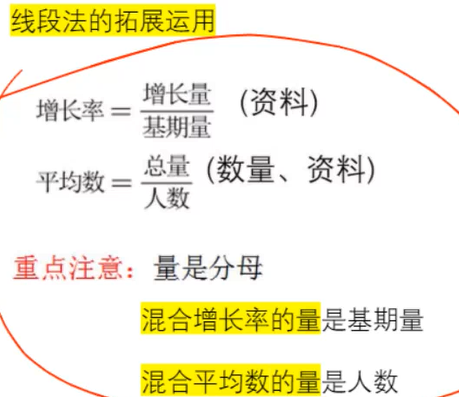 线段法的拓展运用
增长率＝增长量/基期量 (资料)
平均数＝总量/人数 (数量、资料)
重点注意：量是分母
混合增长率的量是基期量
混合平均数的量是人数